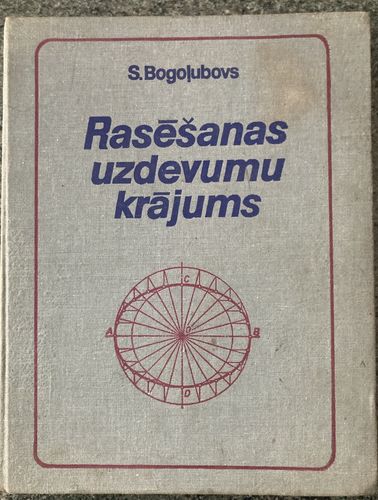 S. Bogoļubovs
Rasēšanas
uzdevumu
krājums
C
A
O
B
D